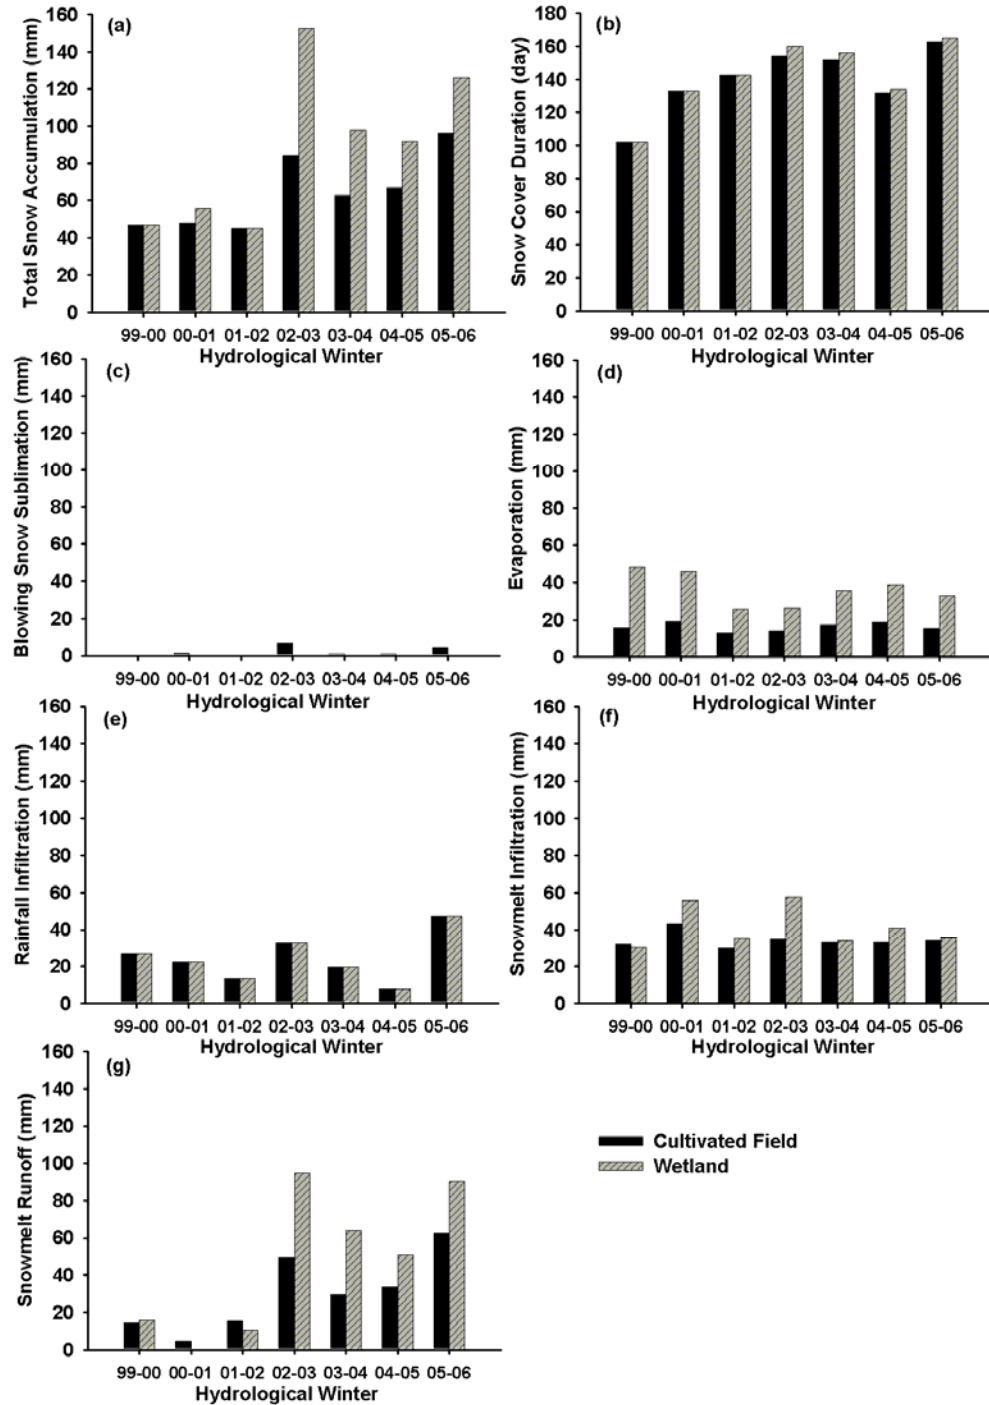 (a)
Total Snow Accumulation (mm)
160
140
120
100
80
60
40
20
0
99-00 00-01 01-02 02-03 03-04 04-05 05-06
Hydrological Winter
(b)
Snow Cover Duration (day)
180
160
140
120
100
80
60
40
20
0
99-00 00-01 01-02 02-03 03-04 04-05 05-06
Hydrological Winter
(c)
Blowing Snow Sublimation (mm)
160
140
120
100
80
60
40
20
0
99-00 00-01 01-02 02-03 03-04 04-05 05-06
Hydrological Winter
(d)
Evaporation (mm)
160
140
120
100
80
60
40
20
0
99-00 00-01 01-02 02-03 03-04 04-05 05-06
Hydrological Winter
(e)
Rainfall Infiltration (mm)
160
140
120
100
80
60
40
20
0
99-00 00-01 01-02 02-03 03-04 04-05 05-06
Hydrological Winter
(f)
Snowmelt Infiltration (mm)
160
140
120
100
80
60
40
20
0
99-00 00-01 01-02 02-03 03-04 04-05 05-06
Hydrological Winter
(g)
Snowmelt Runoff (mm)
160
140
120
100
80
60
40
20
0
99-00 00-01 01-02 02-03 03-04 04-05 05-06
Hydrological Winter
Cultivated Field
Wetland